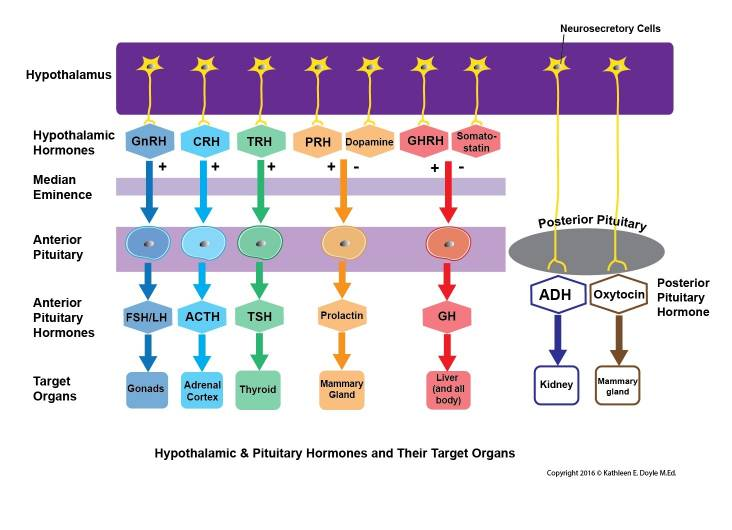 Neurosecretory Cells
Hypothalamus
Hypothalamic
Hormones
GnRH
CRH
TRH
PRH
Dopamine
GHRH
Somato-
statin
+
+
+
+ -
+ -
Median
Eminence
Posterior Pituitary
Anterior
Pituitary
Anterior
Pituitary
Hormones
FSH/LH
ACTH
TSH
Prolactin
GH
ADH
Oxytocin
Posterior
Pituitary
Hormone
Target
Organs
Gonads
Adrenal
Cortex
Thyroid
Mammary
Gland
Liver
(and all
body)
Kidney
Mammary
gland
Hypothalamic & Pituitary Hormones and Their Target Organs
Copyright 2016 © Kathleen E. Doyle M.Ed.